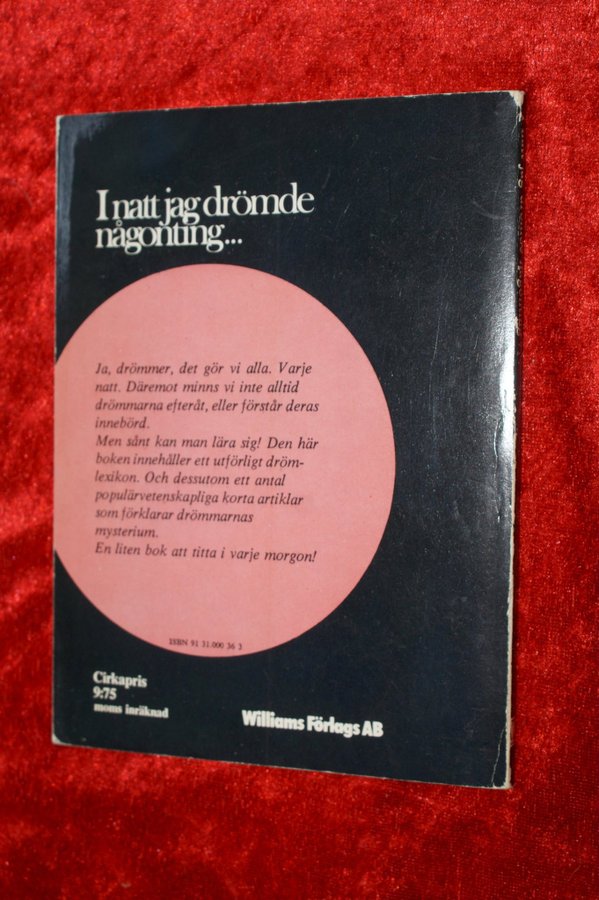 I natt jag drömde
någonting...
Ja, drömmer, det gör vi alla. Varje
natt. Däremot minns vi inte alltid
drömmarna efteråt, eller förstår deras
innebörd.
Men sånt kan man lära sig! Den här
boken innehåller ett utförligt dröm-
lexikon. Och dessutom ett antal
populärvetenskapliga korta artiklar
som förklarar drömmarnas
mysterium.
En liten bok att titta i varje morgon!
ISBN 91 31.000 36 3
Cirkapris
9:75
moms inräknad
Williams Förlags AB